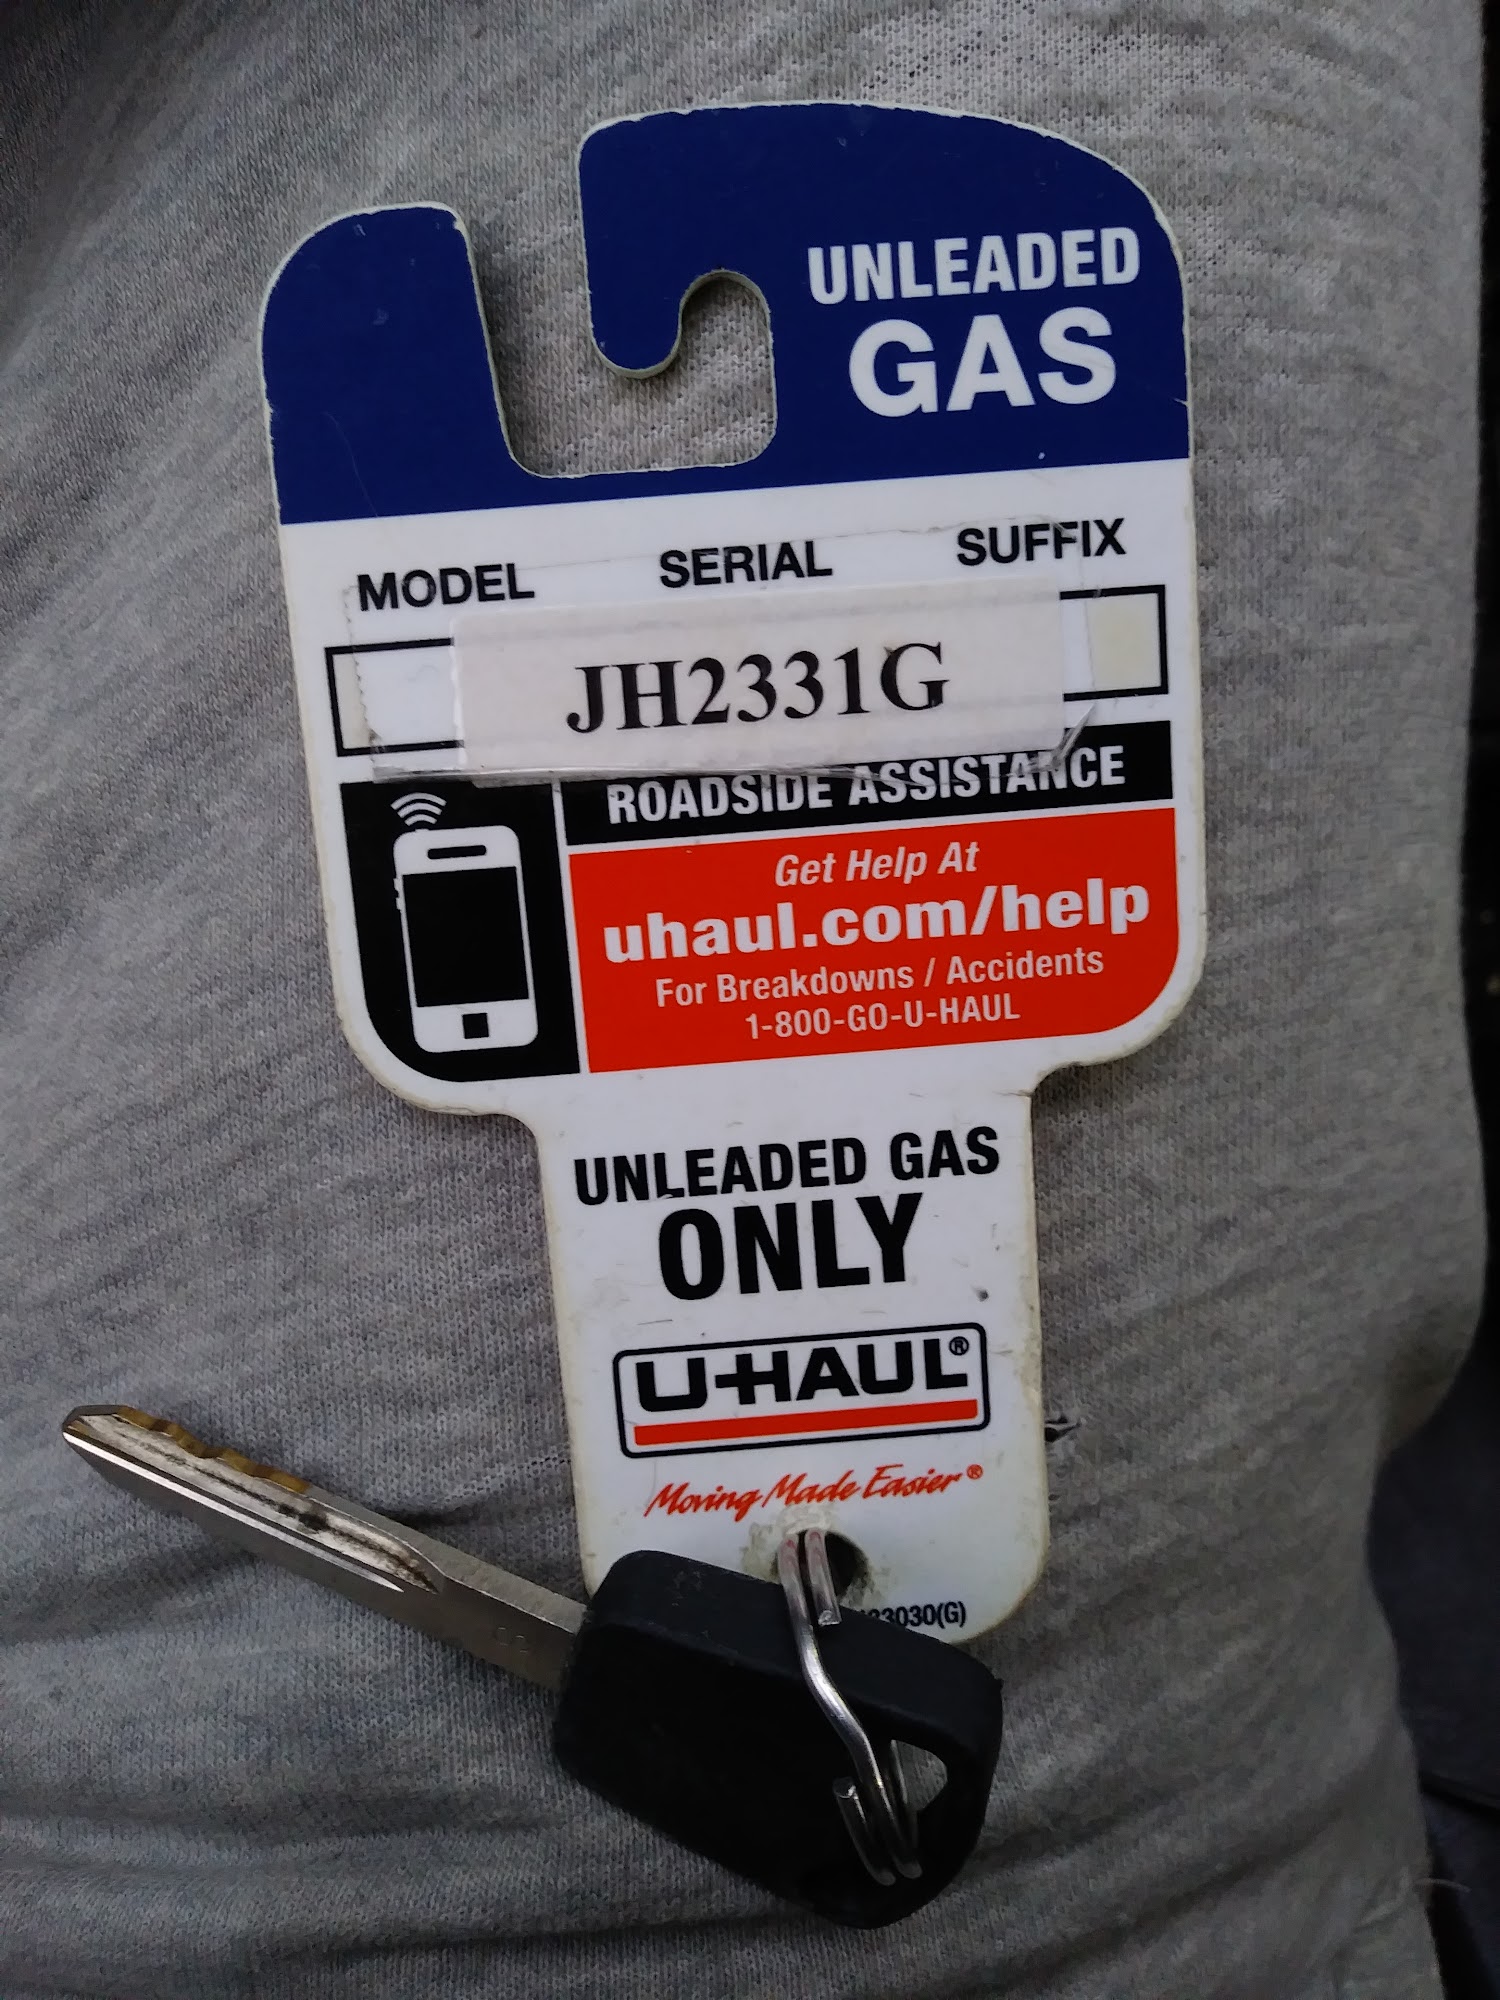 UNLEADED
GAS
MODEL SERIAL SUFFIX
JH2331G
ROADSIDE ASSISTANCE
Get Help At
uhaul.com/help
For Breakdowns / Accidents
1-800-GO-U-HAUL
UNLEADED GAS
ONLY
U-HAUL®
Moving Made Easier®